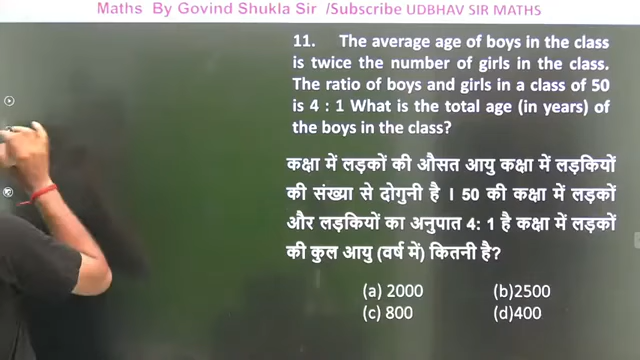 Maths By Govind Shukla Sir /Subscribe UDBHAV SIR MATHS
11. The average age of boys in the class
is twice the number of girls in the class.
The ratio of boys and girls in a class of 50
is 4 : 1 What is the total age (in years) of
the boys in the class?
कक्षा में लड़कों की औसत आयु कक्षा में लड़कियों
की संख्या से दोगुनी है I 50 की कक्षा में लड़कों
और लड़कियों का अनुपात 4: 1 है कक्षा में लड़कों
की कुल आयु (वर्ष में) कितनी है?
(a) 2000 (b)2500
(c) 800 (d)400